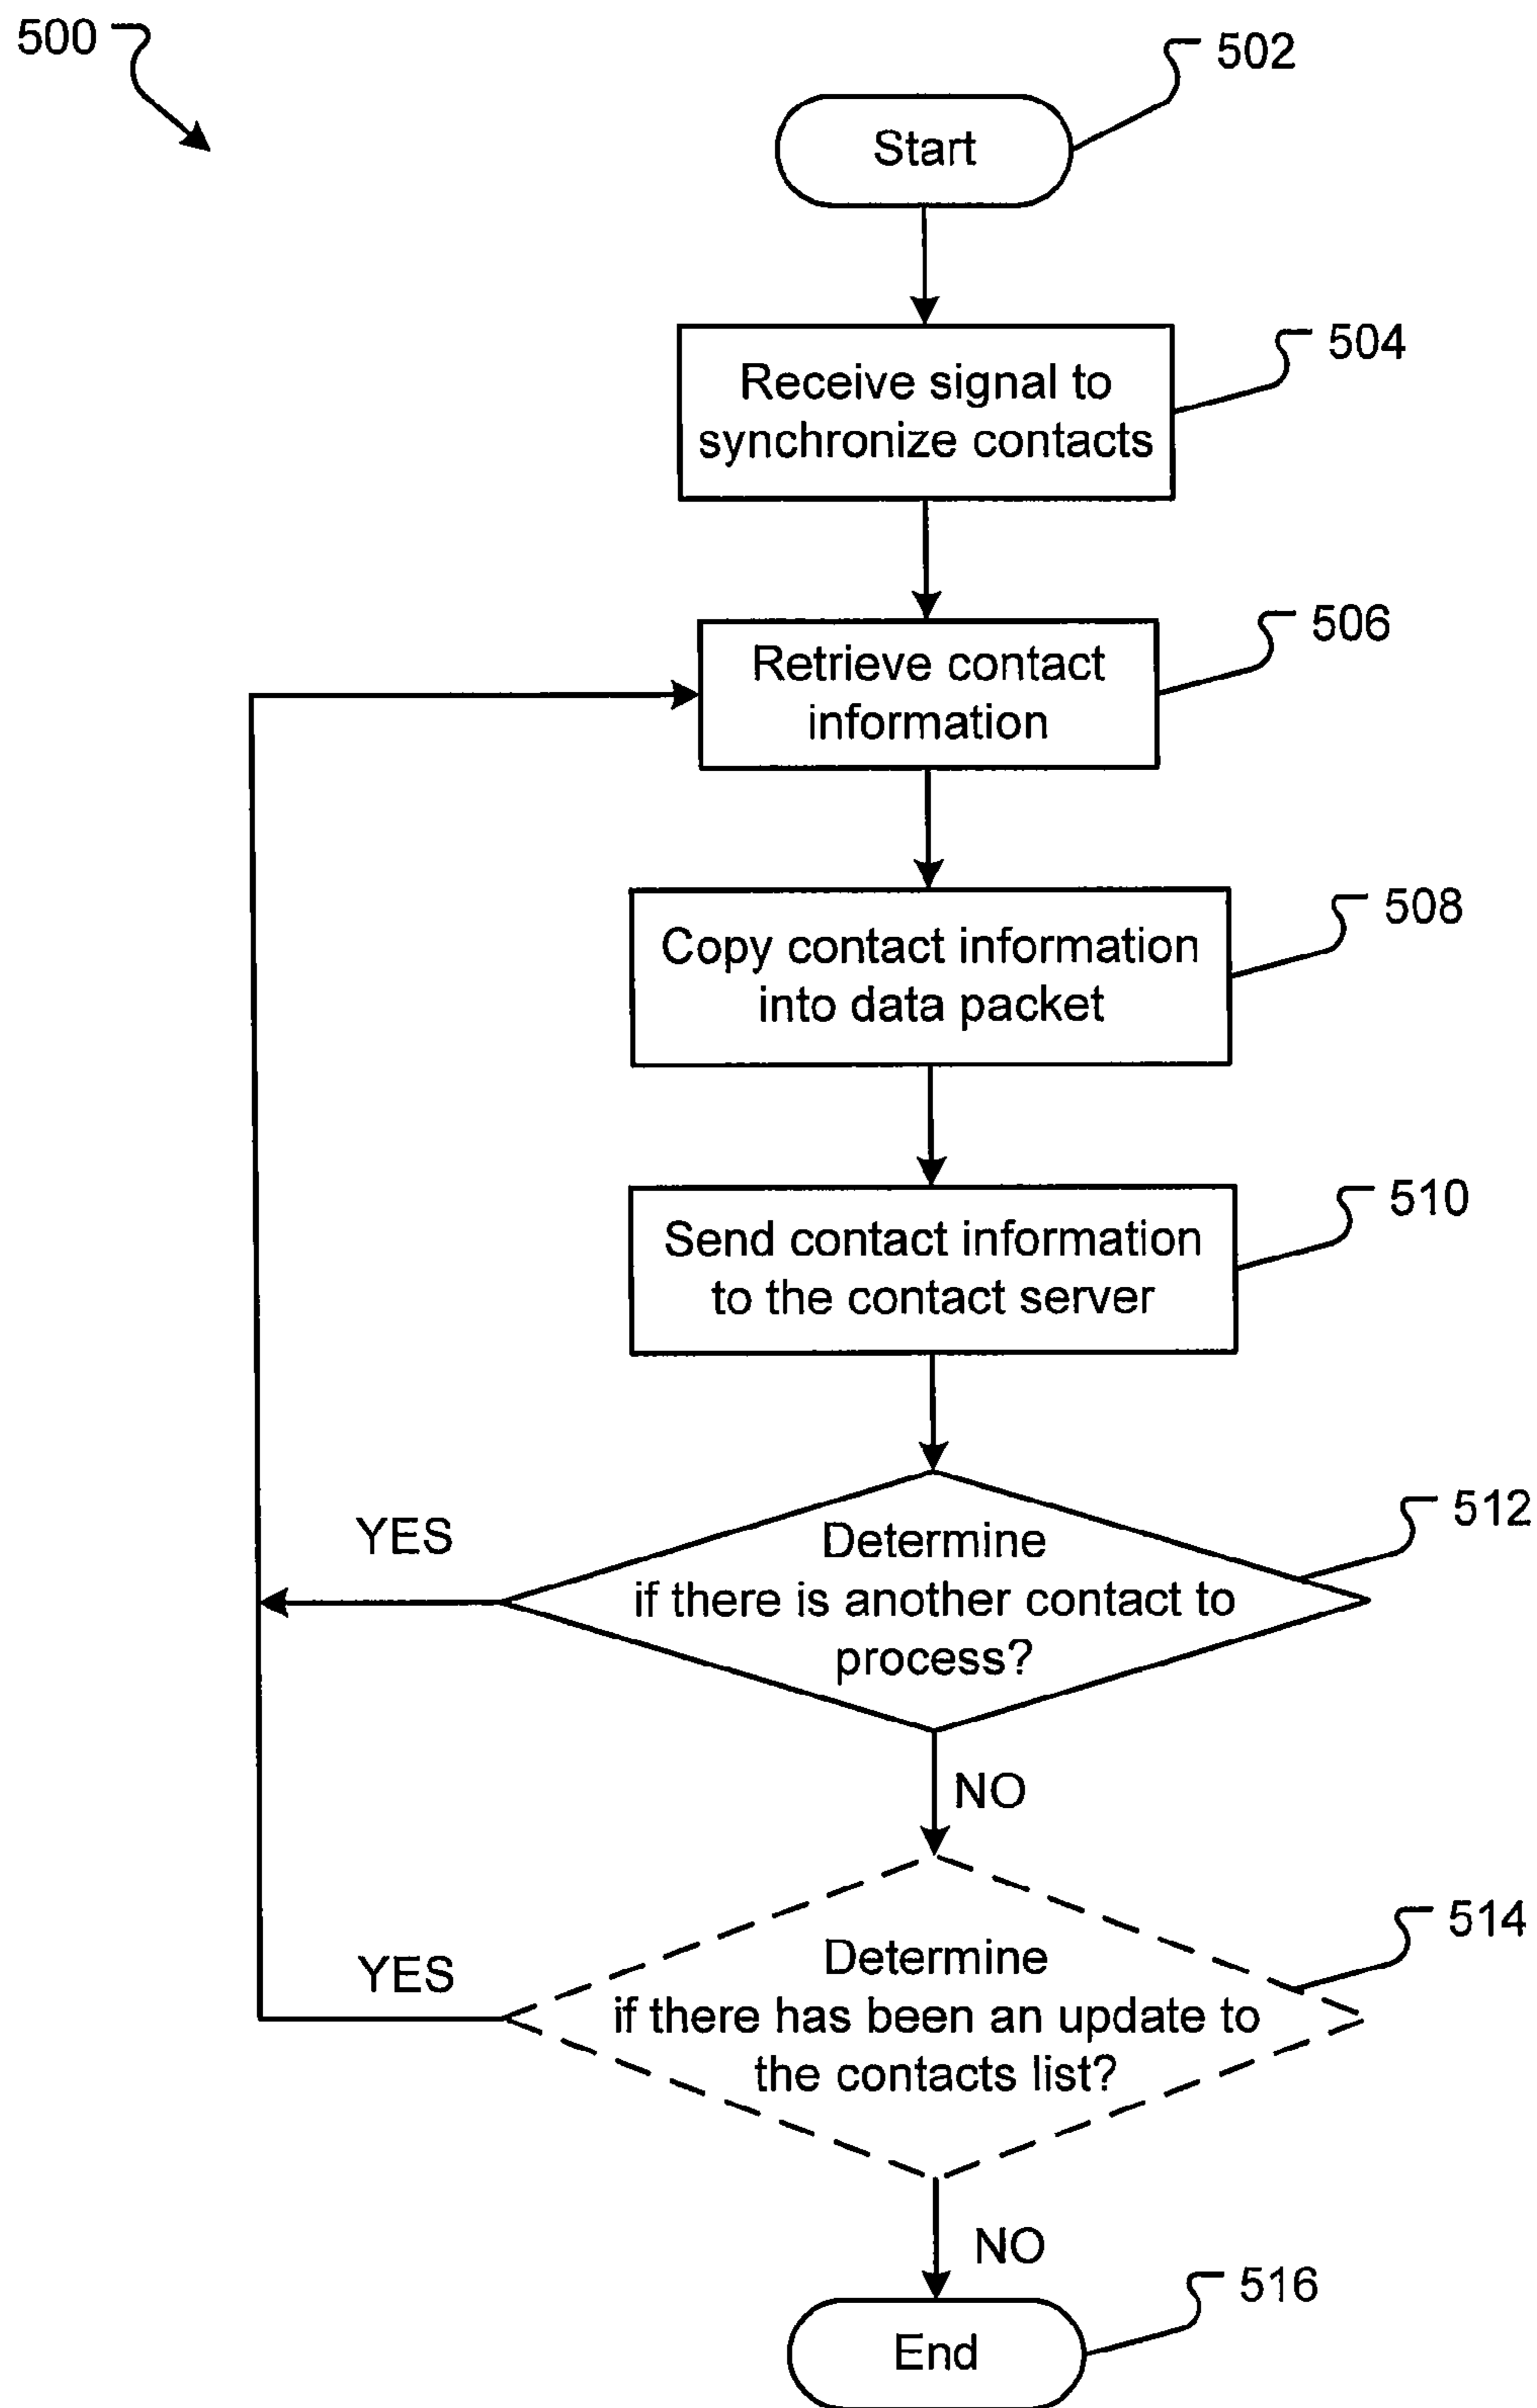 500
502
Start
504
Receive signal to
synchronize contacts
506
Retrieve contact
information
508
Copy contact information
into data packet
510
Send contact information
to the contact server
512
YES
Determine
if there is another contact to
process?
NO
514
YES
Determine
if there has been an update to
the contacts list?
NO
516
End